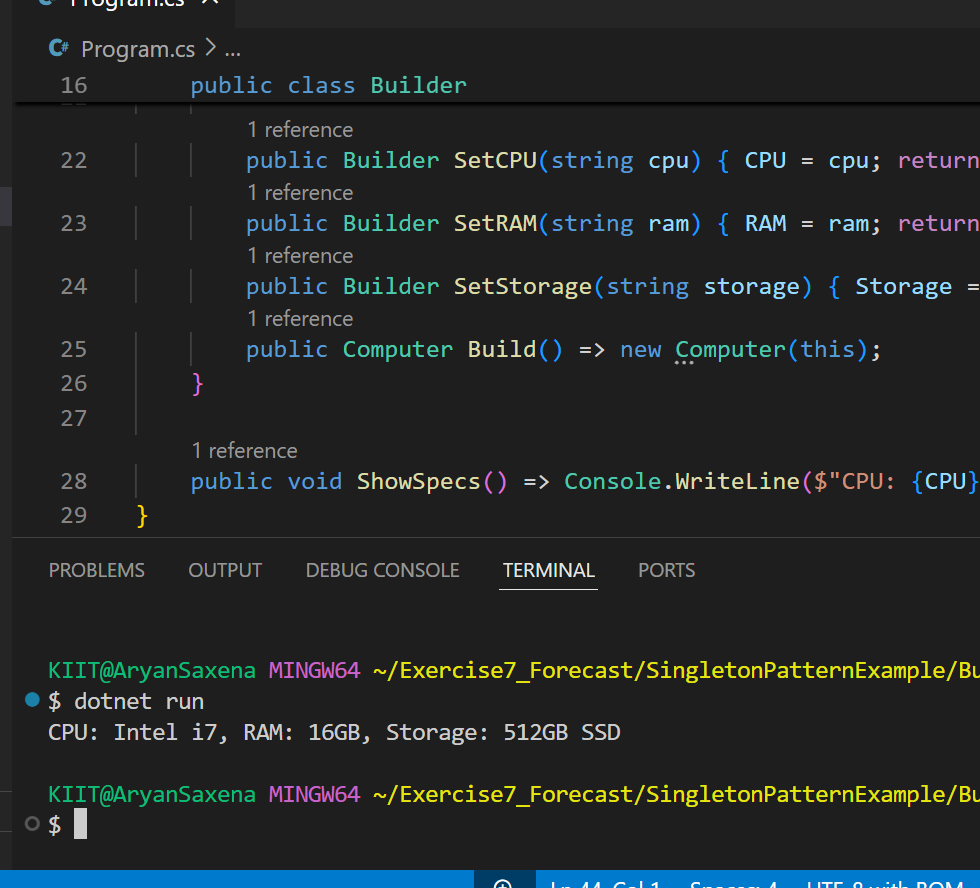 Program.cs
C# Program.cs > ...
16 public class Builder
1 reference
22 public Builder SetCPU(string cpu) { CPU = cpu; return
1 reference
23 public Builder SetRAM(string ram) { RAM = ram; return
1 reference
24 public Builder SetStorage(string storage) { Storage =
1 reference
25 public Computer Build() => new Computer(this);
26 }
27
1 reference
28 public void ShowSpecs() => Console.WriteLine($"CPU: {CPU}
29 }
PROBLEMS OUTPUT DEBUG CONSOLE TERMINAL PORTS
KIIT@AryanSaxena MINGW64 ~/Exercise7_Forecast/SingletonPatternExample/Bu
$ dotnet run
CPU: Intel i7, RAM: 16GB, Storage: 512GB SSD
KIIT@AryanSaxena MINGW64 ~/Exercise7_Forecast/SingletonPatternExample/Bu
$
Ln 44, Col 1 Spaces: 4 UTF-8 with BOM